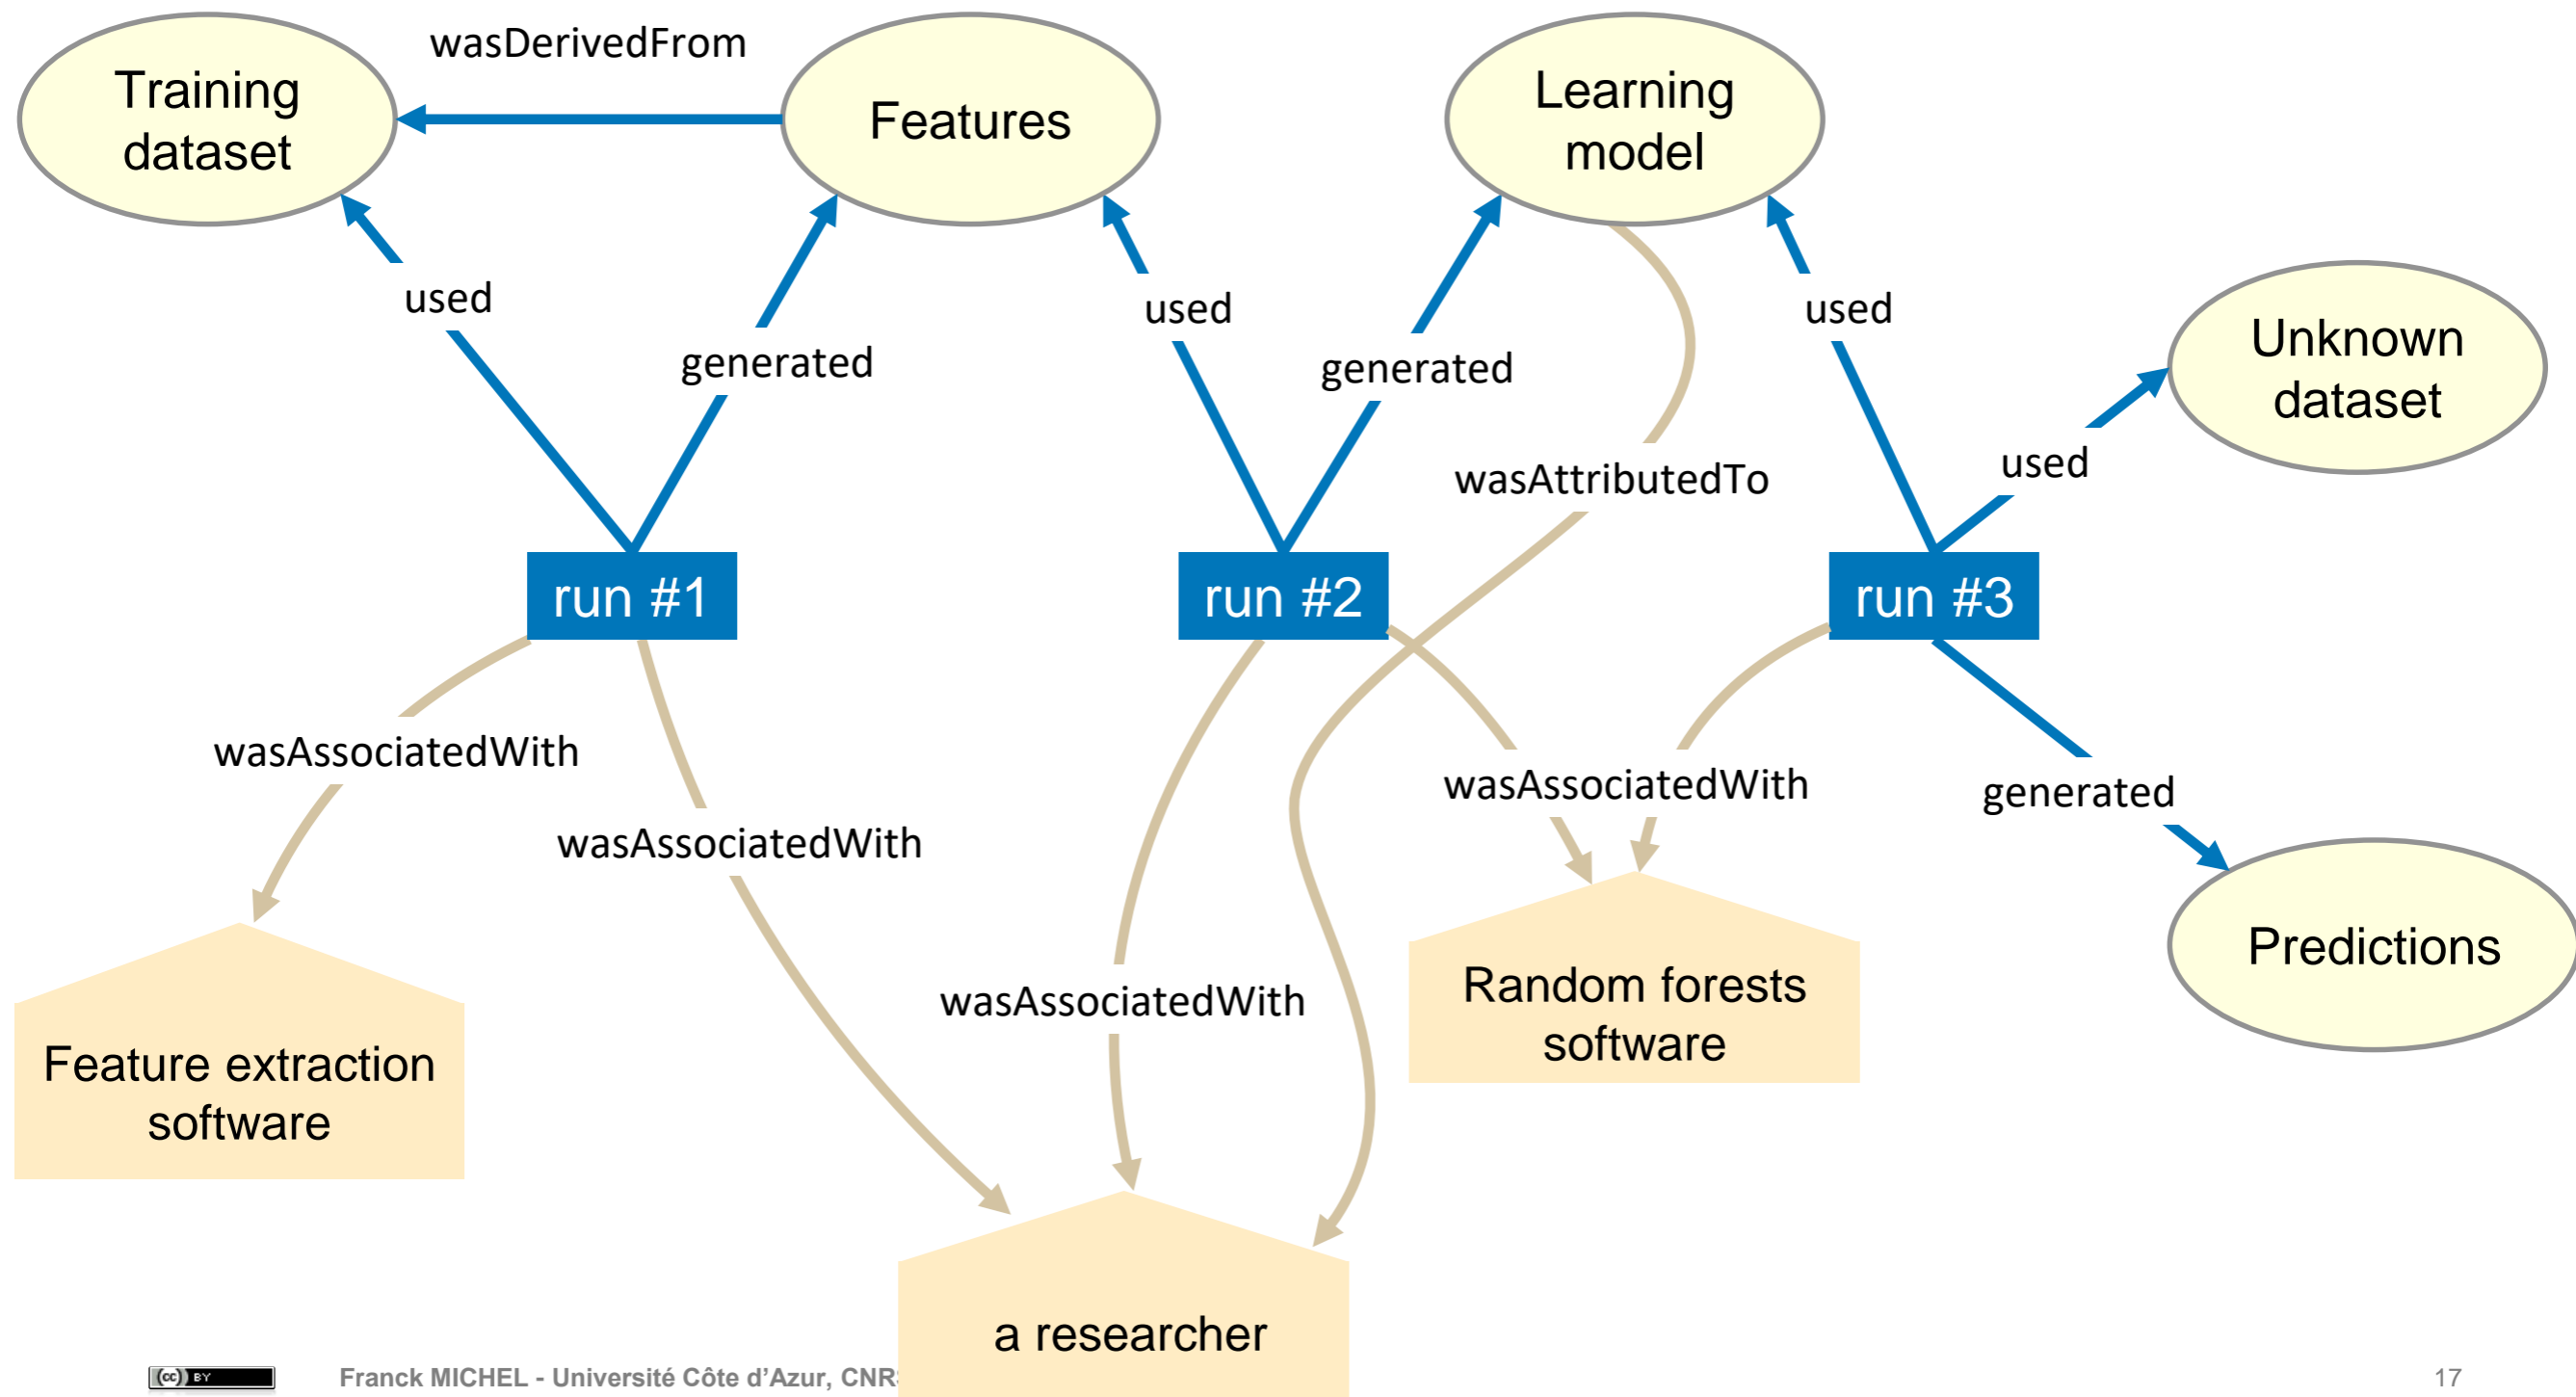 wasDerivedFrom
Training
dataset
Features
Learning
model
used
generated
used
generated
used
Unknown
dataset
used
wasAttributedTo
run #1
run #2
run #3
wasAssociatedWith
wasAssociatedWith
wasAssociatedWith
generated
wasAssociatedWith
Predictions
Random forests
software
Feature extraction
software
a researcher
(cc) BY
Franck MICHEL - Université Côte d’Azur,
17